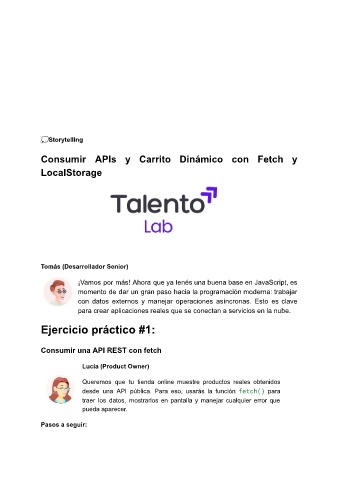 💭Storytelling
Consumir APIs y Carrito Dinámico con Fetch y
LocalStorage
Talento
Lab
Tomás (Desarrollador Senior)
¡Vamos por más! Ahora que ya tenés una buena base en JavaScript, es
momento de dar un gran paso hacia la programación moderna: trabajar
con datos externos y manejar operaciones asíncronas. Esto es clave
para crear aplicaciones reales que se conectan a servicios en la nube.
Ejercicio práctico #1:
Consumir una API REST con fetch
Lucía (Product Owner)
Queremos que tu tienda online muestre productos reales obtenidos
desde una API pública. Para eso, usarás la función fetch() para
traer los datos, mostrarlos en pantalla y manejar cualquier error que
pueda aparecer.
Pasos a seguir: